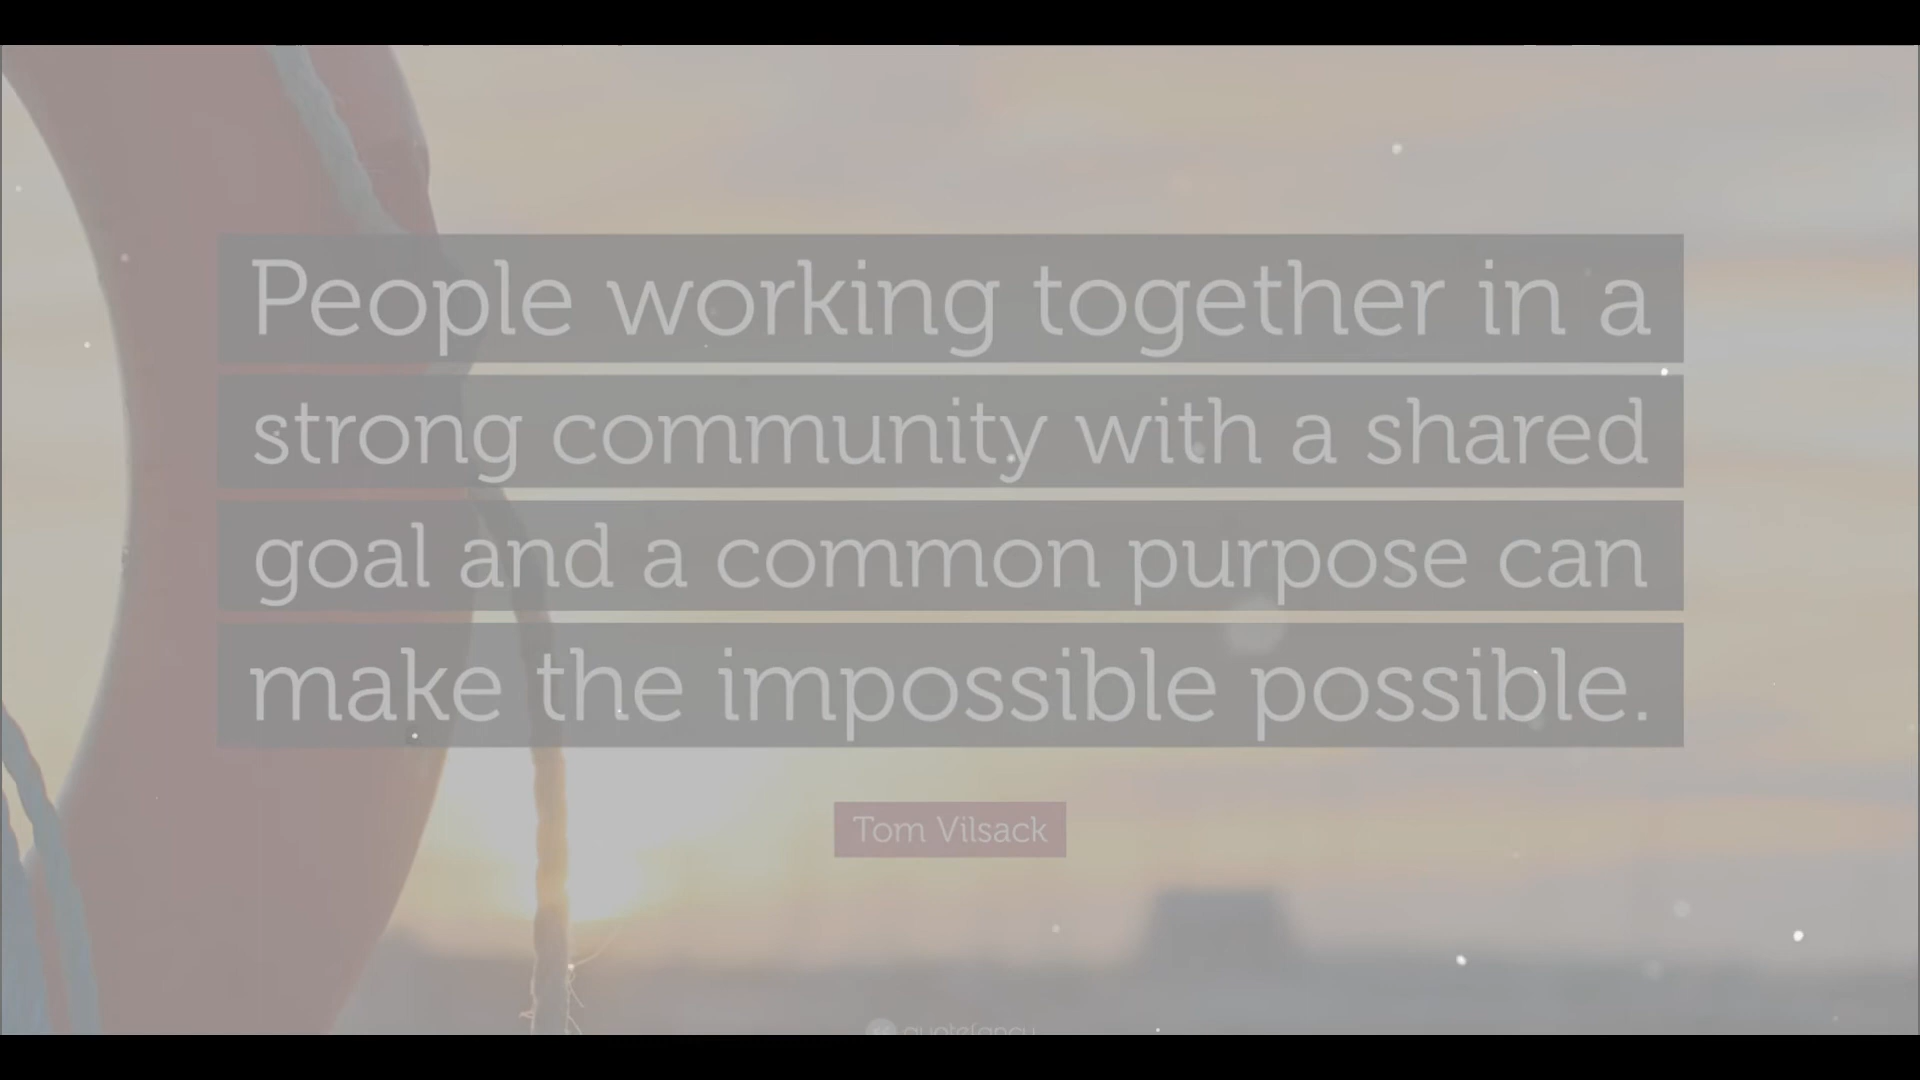 People working together in a
strong community with a shared
goal and a common purpose can
make the impossible possible.
Tom Vilsack
quotefancy